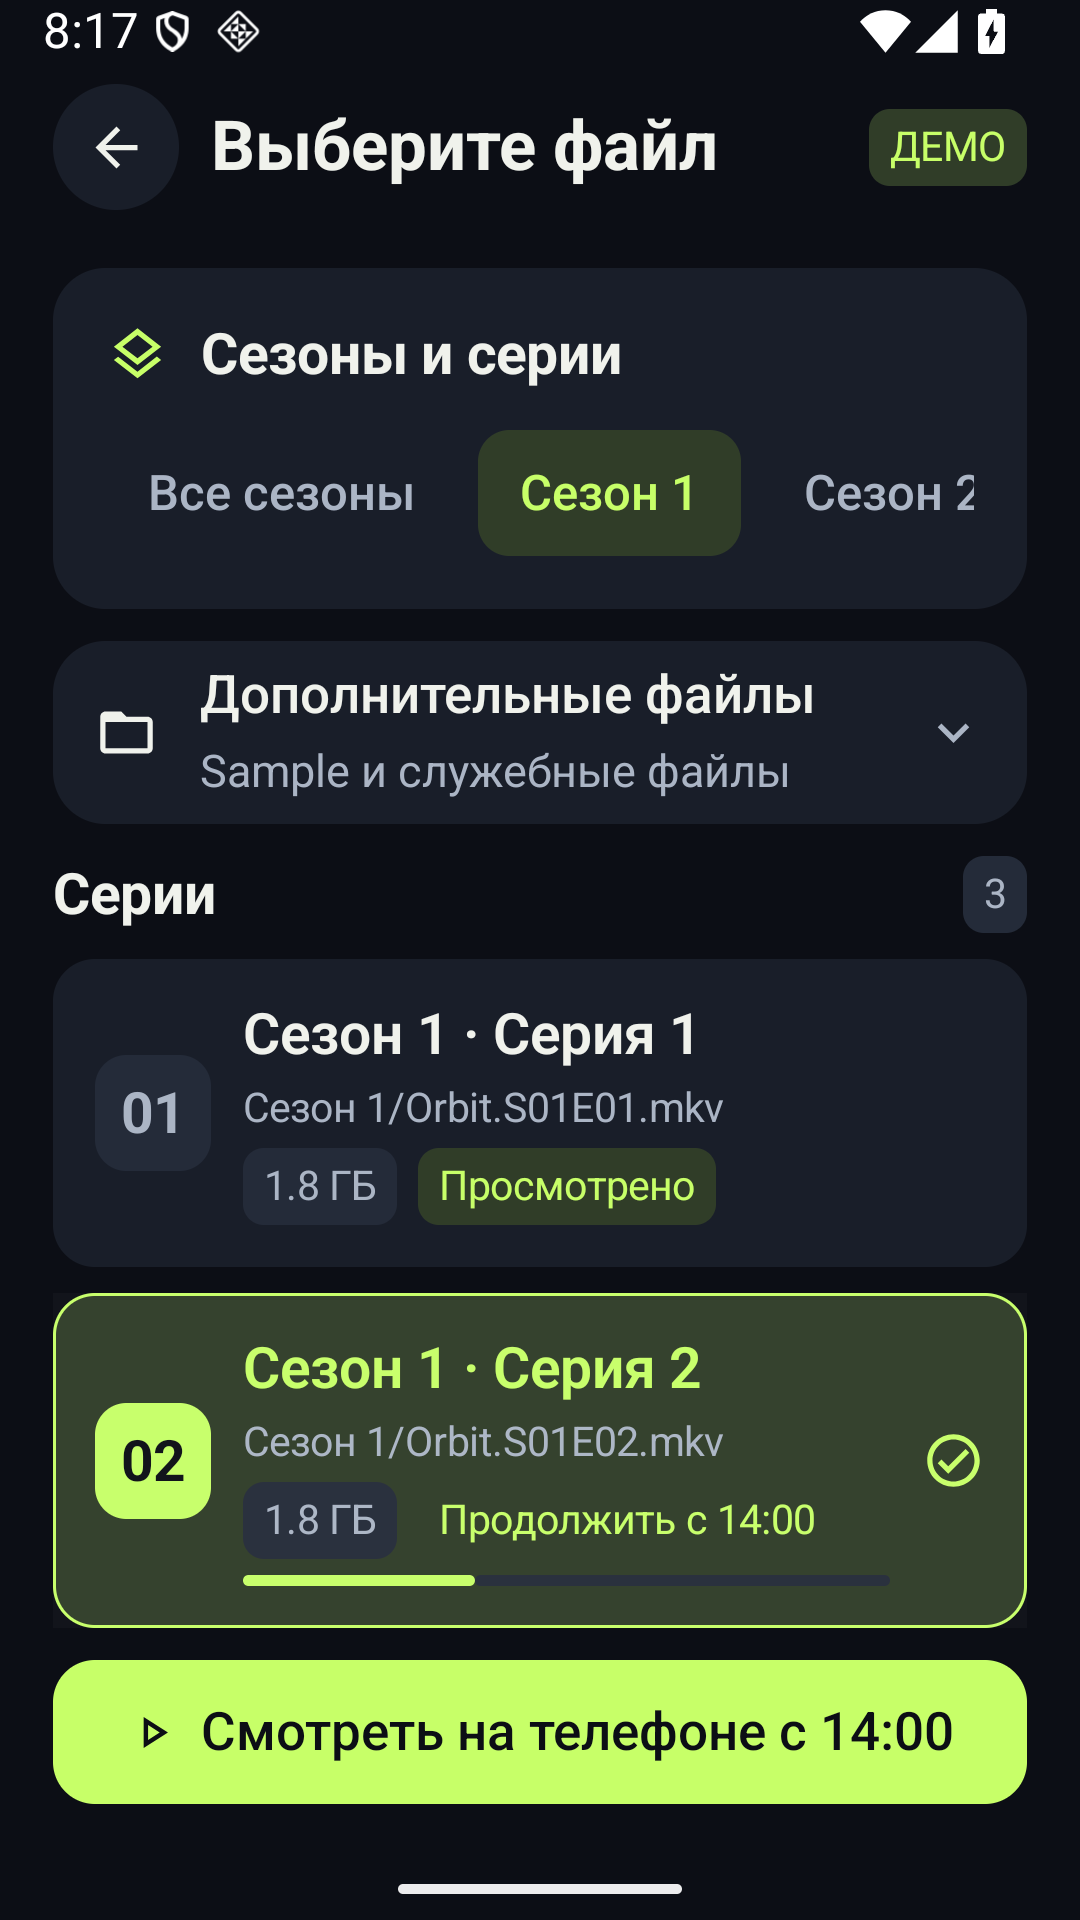 8:17
Выберите файл
ДЕМО
Сезоны и серии
Все сезоны
Сезон 1
Сезон 2
Дополнительные файлы
Sample и служебные файлы
Серии
3
01
Сезон 1 · Серия 1
Сезон 1/Orbit.S01E01.mkv
1.8 ГБ
Просмотрено
02
Сезон 1 · Серия 2
Сезон 1/Orbit.S01E02.mkv
1.8 ГБ
Продолжить с 14:00
Смотреть на телефоне с 14:00